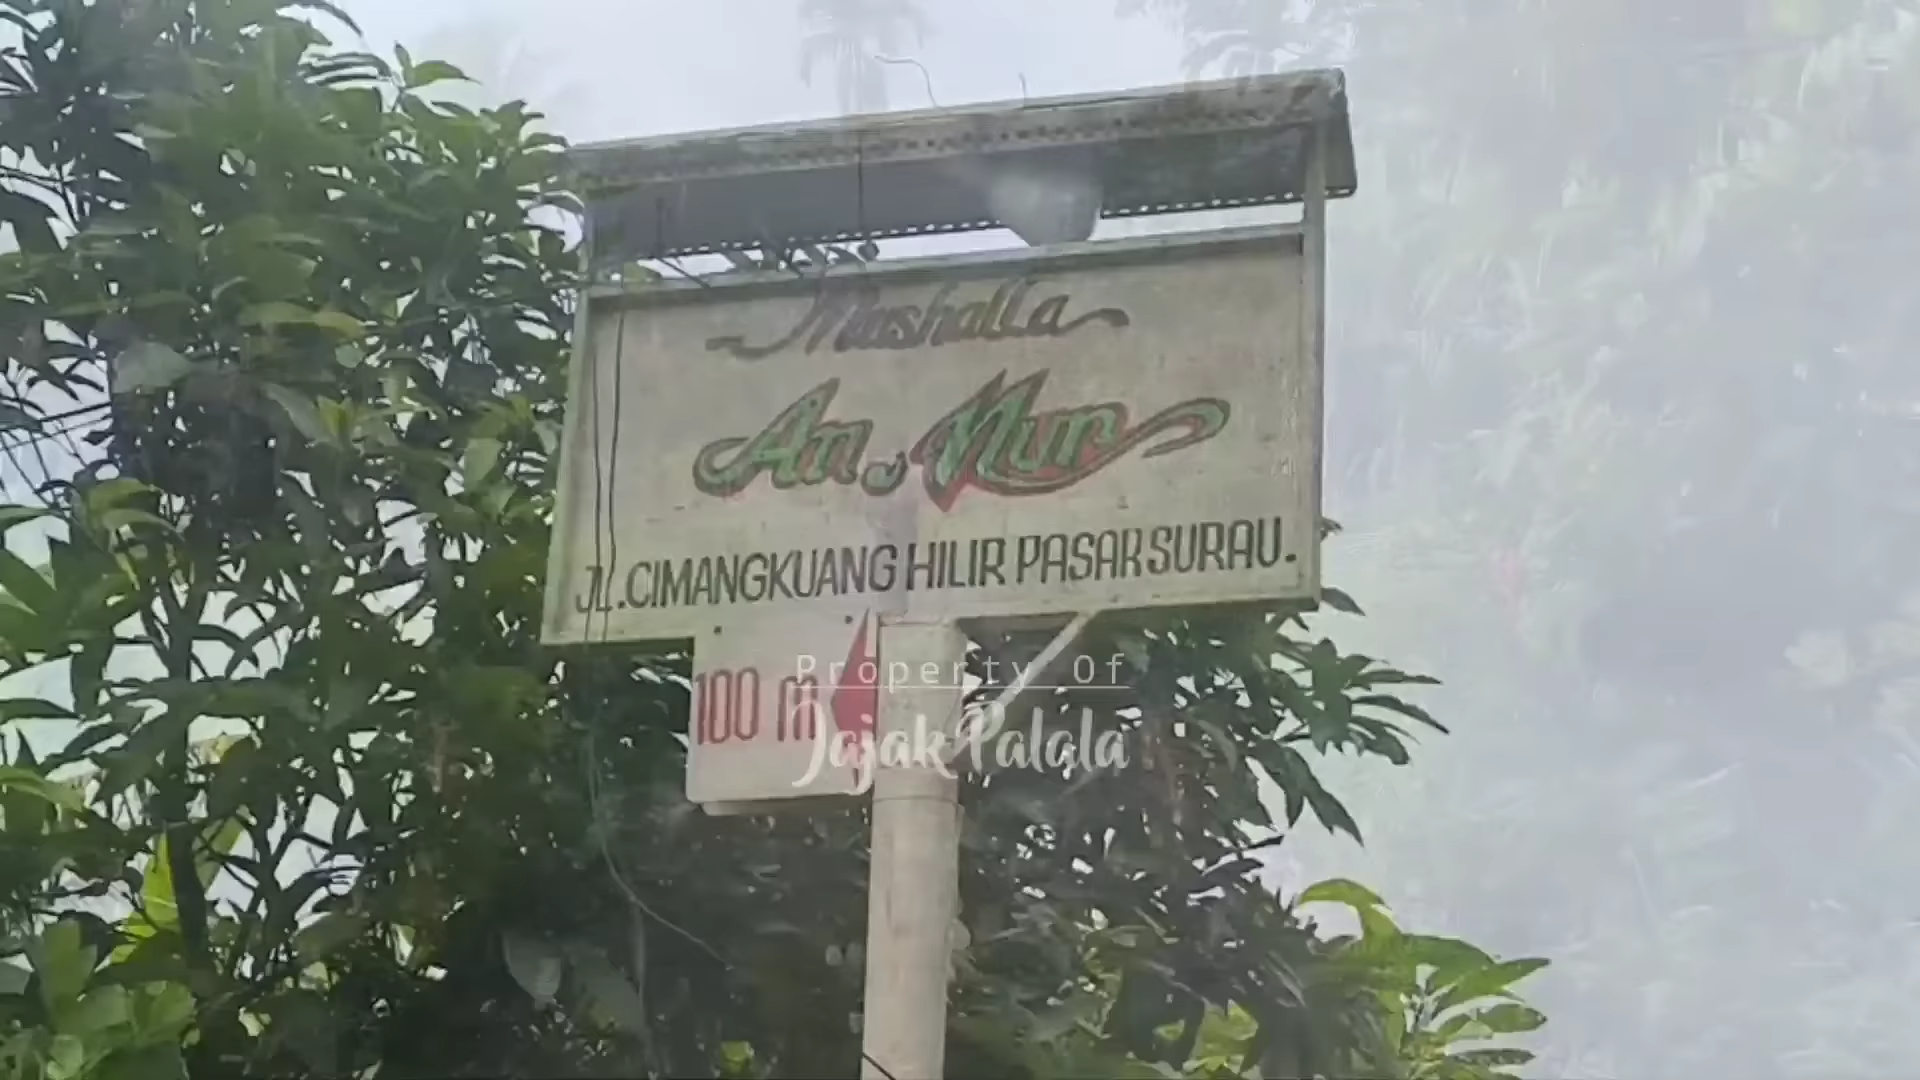 Mushalla
An. Nur
JL.CIMANGKUANG HILIR PASAR SURAU.
100 m
Property Of
Jajak Palala